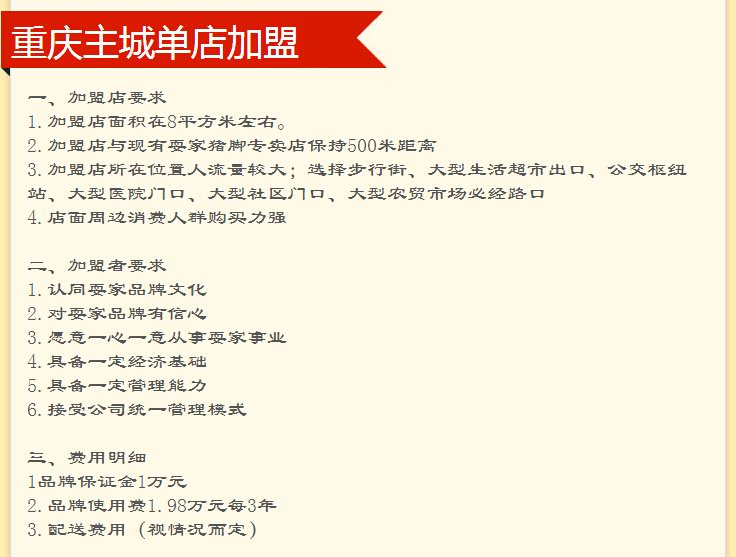 重庆主城单店加盟
一、加盟店要求
1.加盟店面积在8平方米左右。
2.加盟店与现有耍家猪脚专卖店保持500米距离
3.加盟店所在位置人流量较大；选择步行街、大型生活超市出口、公交枢纽
站、大型医院门口、大型社区门口、大型农贸市场必经路口
4.店面周边消费人群购买力强
二、加盟者要求
1.认同耍家品牌文化
2.对耍家品牌有信心
3.愿意一心一意从事耍家事业
4.具备一定经济基础
5.具备一定管理能力
6.接受公司统一管理模式
三、费用明细
1品牌保证金1万元
2.品牌使用费1.98万元每3年
3.配送费用（视情况而定）